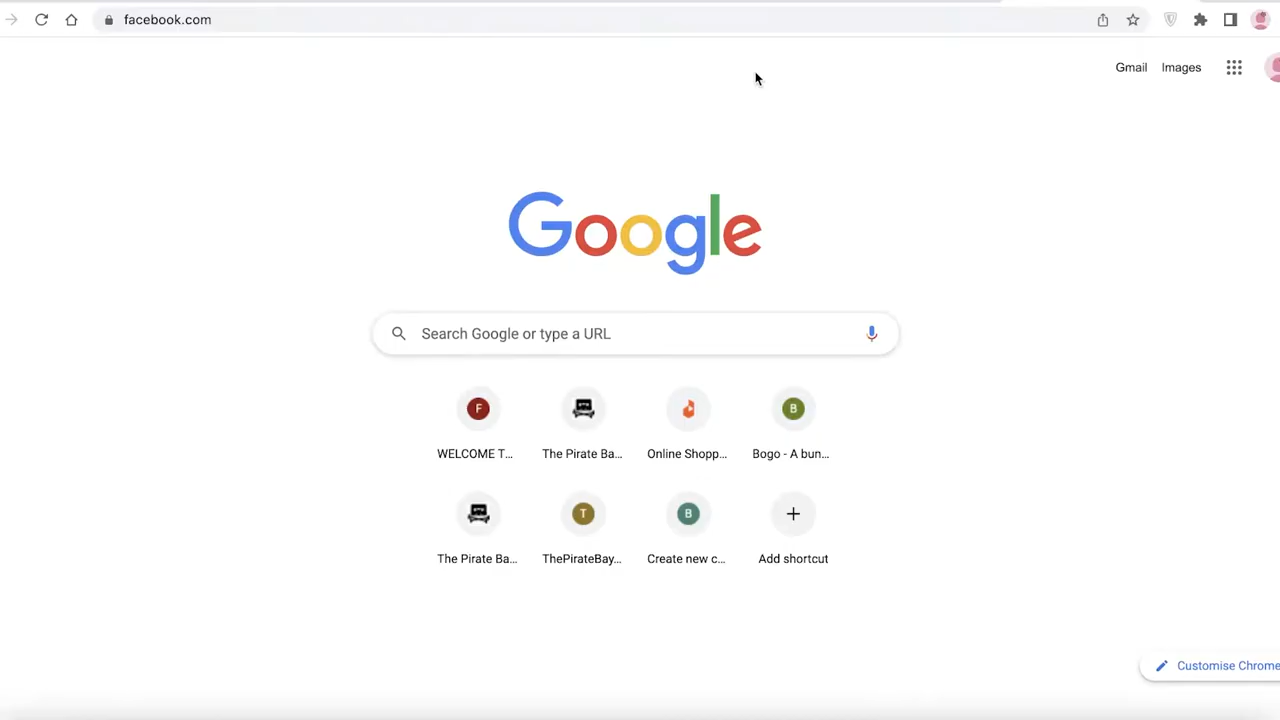 facebook.com
Gmail Images
Google
Search Google or type a URL
F
B
WELCOME T...
The Pirate Ba...
Online Shopp...
Bogo - A bun...
T
B
The Pirate Ba...
ThePirateBay...
Create new c...
Add shortcut
Customise Chrome